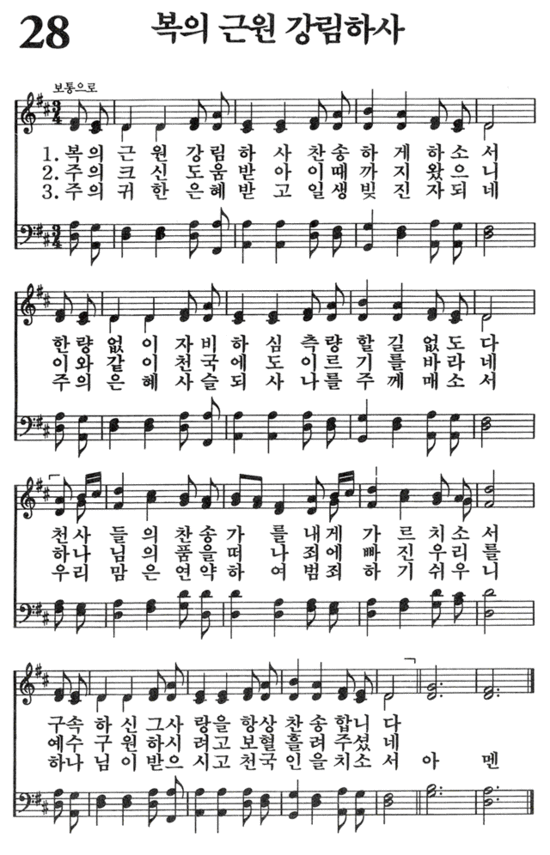 28 복의 근원 강림하사
보통으로
1. 복의 근원 강림하사 찬송하게하소서
2. 주의 크신 도움받아 이때까지왔으니
3. 주의 귀한 은혜받고 일생빚진자되네
한량없이 자비하심 측량할길없도다
이와같이 천국에도 이르기를바라네
주의은혜 사슬되사 나를주께매소서
천사들의 찬송가를 내게가르치소서
하나님의 품을떠나 죄에빠진우리를
우리맘은 연약하여 범죄하기쉬우니
구속하신 그사랑을 항상찬송합니다
예수구원하시려고 보혈흘려주셨네
하나님이받으시고 천국인을치소서 아멘